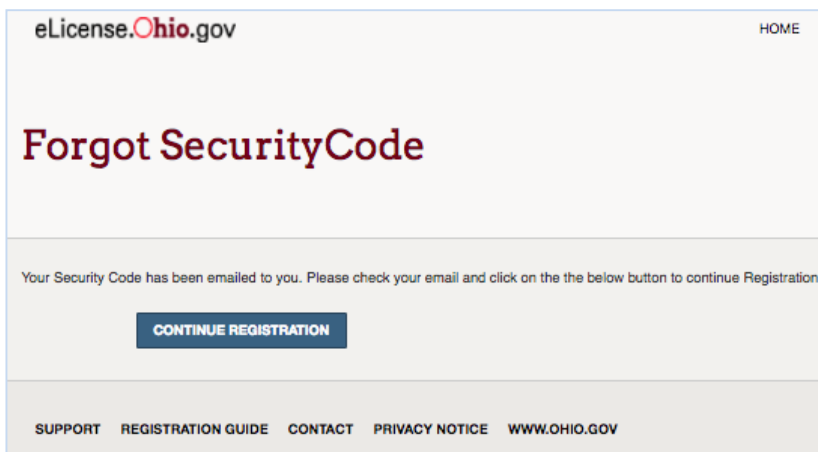 eLicense.Ohio.gov
HOME
Forgot SecurityCode
Your Security Code has been emailed to you. Please check your email and click on the the below button to continue Registration
CONTINUE REGISTRATION
SUPPORT REGISTRATION GUIDE CONTACT PRIVACY NOTICE WWW.OHIO.GOV